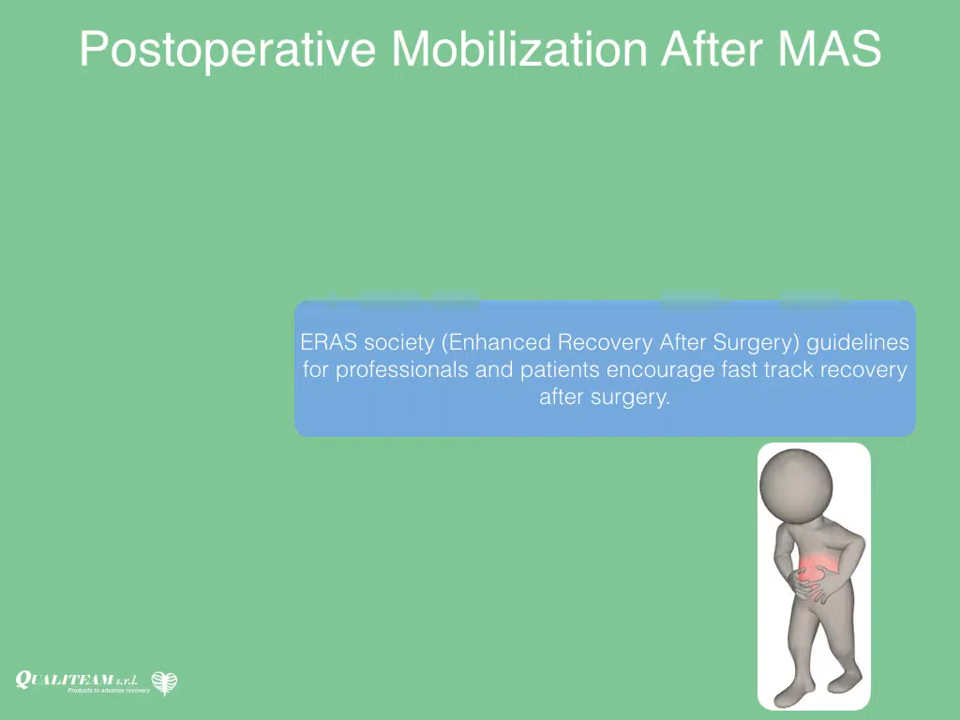 Postoperative Mobilization After MAS
ERAS society (Enhanced Recovery After Surgery) guidelines
for professionals and patients encourage fast track recovery
after surgery.
QUALITEAM s.r.l.
Products to advance recovery